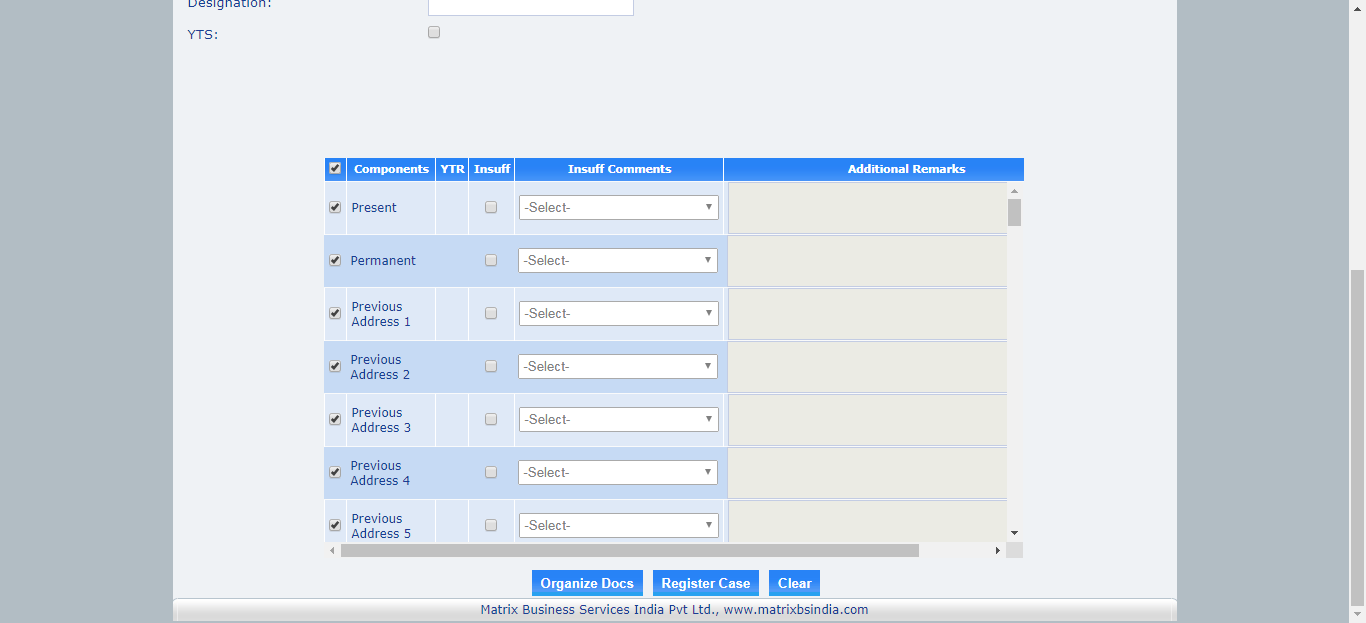 Designation:
YTS:
Components YTR Insuff Insuff Comments Additional Remarks
Present -Select-
Permanent -Select-
Previous
Address 1 -Select-
Previous
Address 2 -Select-
Previous
Address 3 -Select-
Previous
Address 4 -Select-
Previous
Address 5 -Select-
Organize Docs Register Case Clear
Matrix Business Services India Pvt Ltd., www.matrixbsindia.com